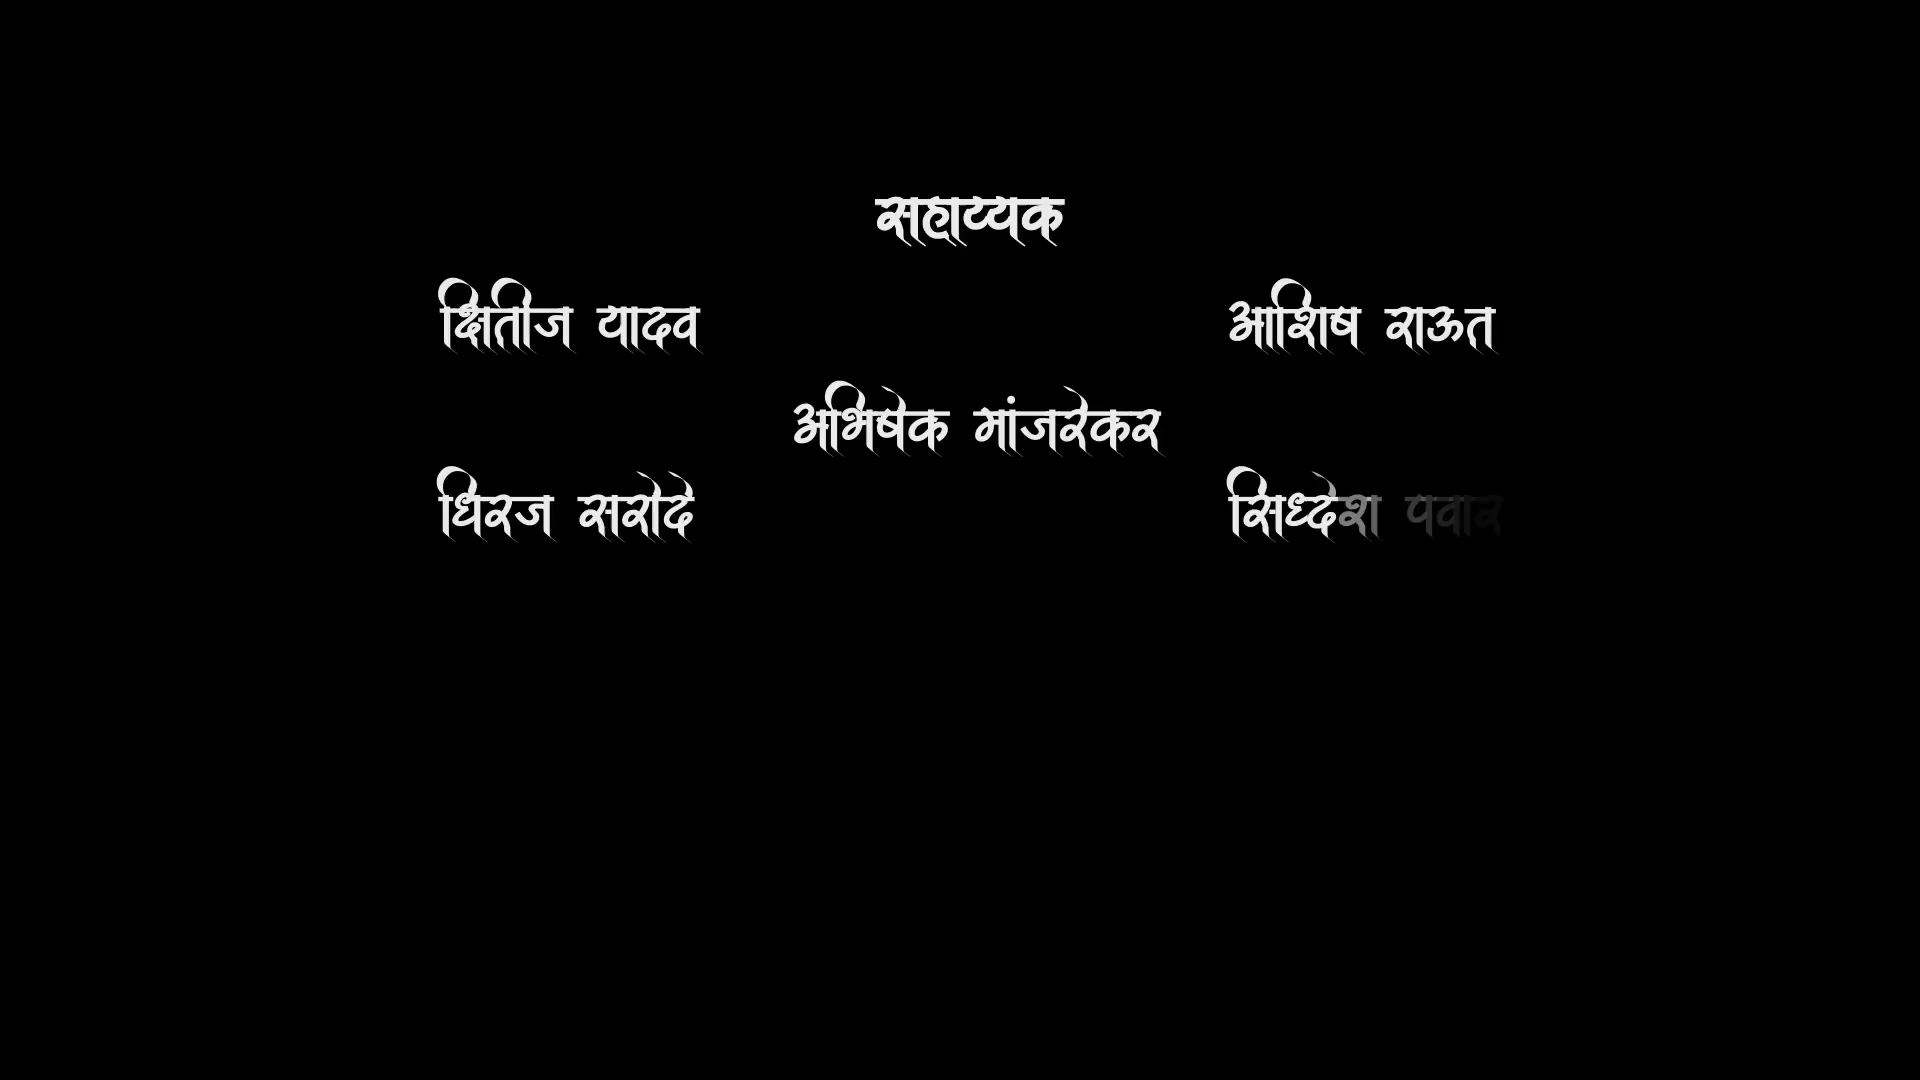 सहाय्यक
क्षितीज यादव
आशिष राऊत
अभिषेक मांजरेकर
धिरज सरोदे
सिध्देश पवार